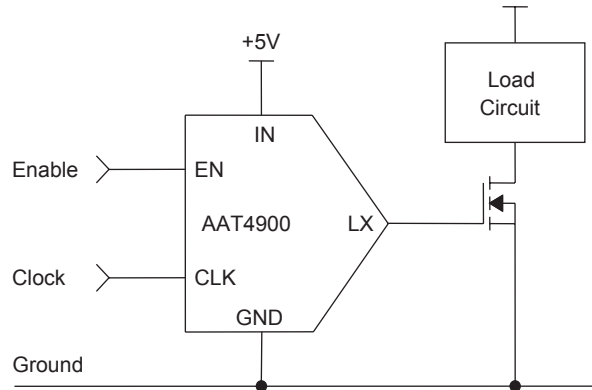 +5V
Load
Circuit
IN
Enable
EN
AAT4900
LX
Clock
CLK
GND
Ground